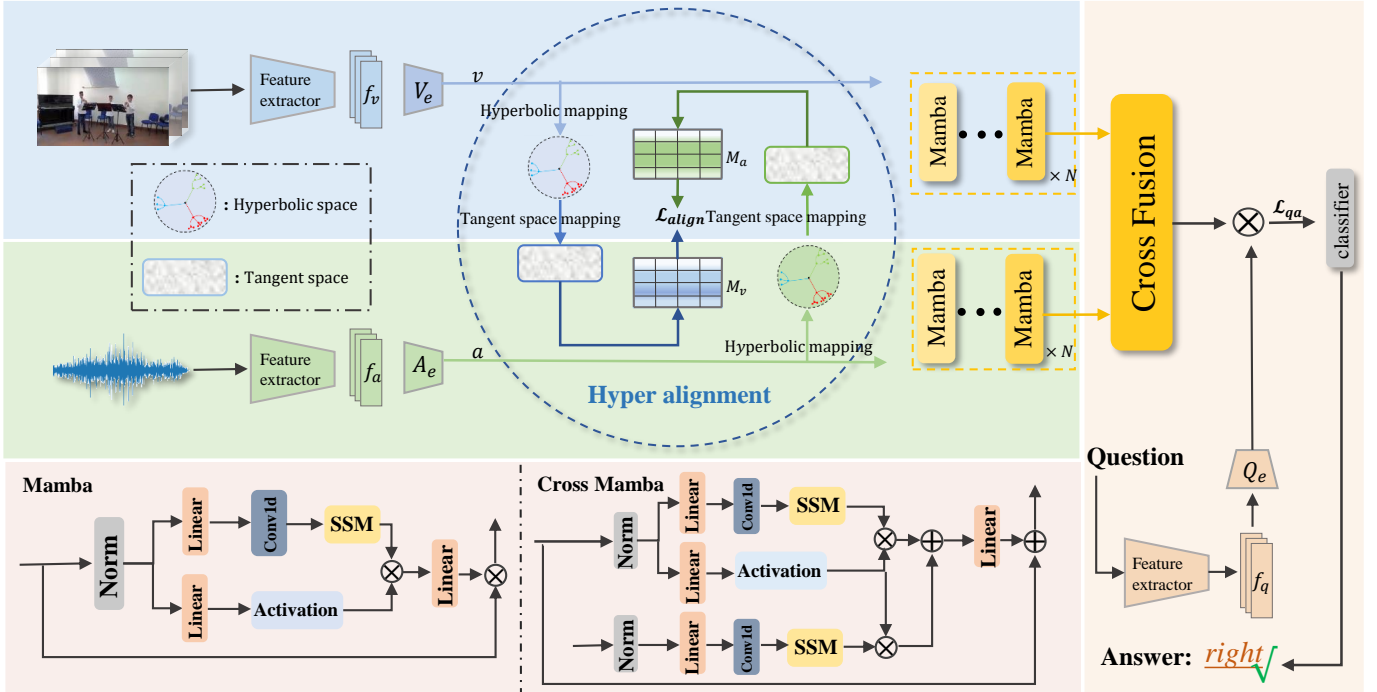 Feature
extractor
f_v
V_e
v
Hyperbolic mapping
Tangent space mapping
M_a
ℒ_align
Tangent space mapping
M_v
Hyperbolic mapping
: Hyperbolic space
: Tangent space
Feature
extractor
f_a
A_e
a
Hyper alignment
Mamba
•••
Mamba
× N
Mamba
•••
Mamba
× N
Cross Fusion
ℒ_qa
classifier
Question
Q_e
Feature
extractor
f_q
Answer: right
Mamba
Norm
Linear
Conv1d
SSM
Linear
Activation
Linear
Cross Mamba
Norm
Linear
Conv1d
SSM
Linear
Activation
Linear
Norm
Linear
Conv1d
SSM